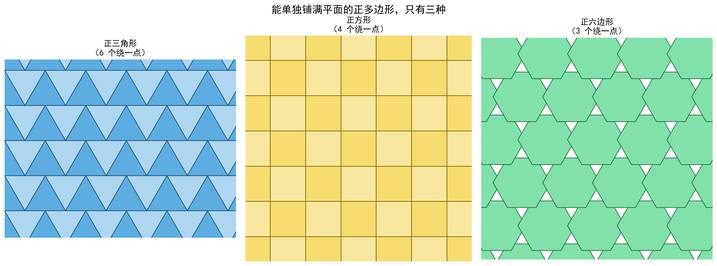 能单独铺满平面的正多边形，只有三种
正三角形
（6 个绕一点）
正方形
（4 个绕一点）
正六边形
（3 个绕一点）